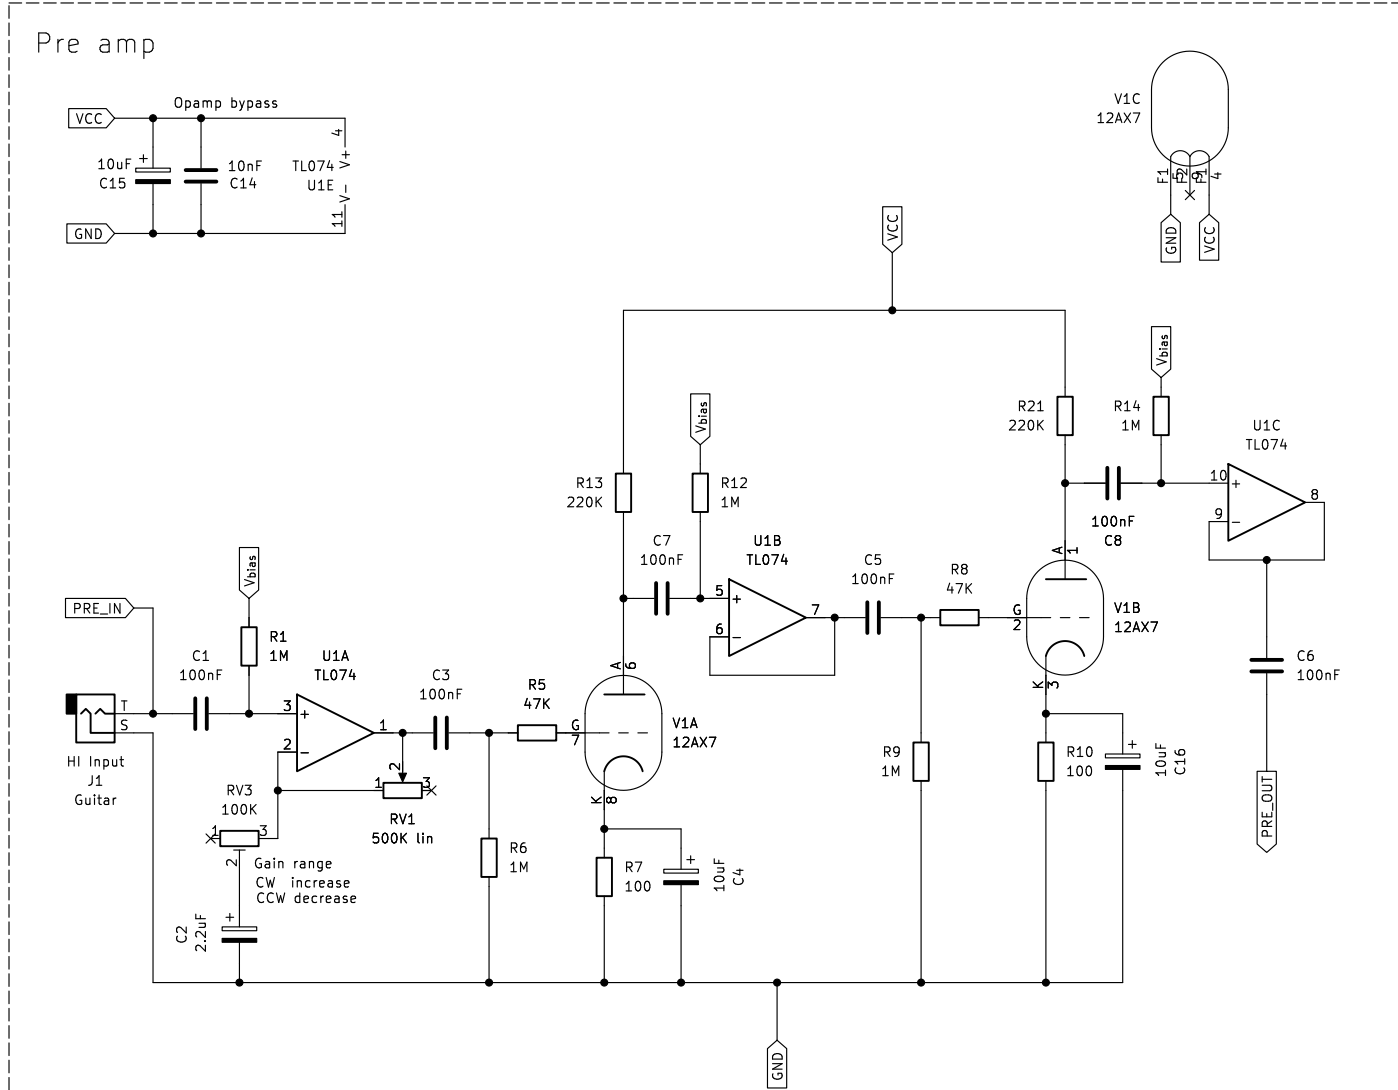 Pre amp
Opamp bypass
VCC
10uF
C15
+
10nF
C14
TL074
U1E
V+
4
V-
11
GND
V1C
12AX7
F1
5
F2
9
F1
4
GND
VCC
VCC
Vbias
R21
220K
R14
1M
U1C
TL074
10
+
9
-
8
100nF
C8
Vbias
R13
220K
R12
1M
C7
100nF
U1B
TL074
5
+
6
-
7
C5
100nF
R8
47K
A
1
G
2
V1B
12AX7
K
3
PRE_IN
Vbias
R1
1M
C1
100nF
U1A
TL074
3
+
2
-
1
C3
100nF
R5
47K
A
6
G
7
V1A
12AX7
K
8
T
S
HI Input
J1
Guitar
RV3
100K
1
3
2
Gain range
CW increase
CCW decrease
1
2
3
RV1
500K lin
C2
2.2uF
+
R6
1M
R7
100
+
10uF
C4
R9
1M
R10
100
+
10uF
C16
C6
100nF
PRE_OUT
GND